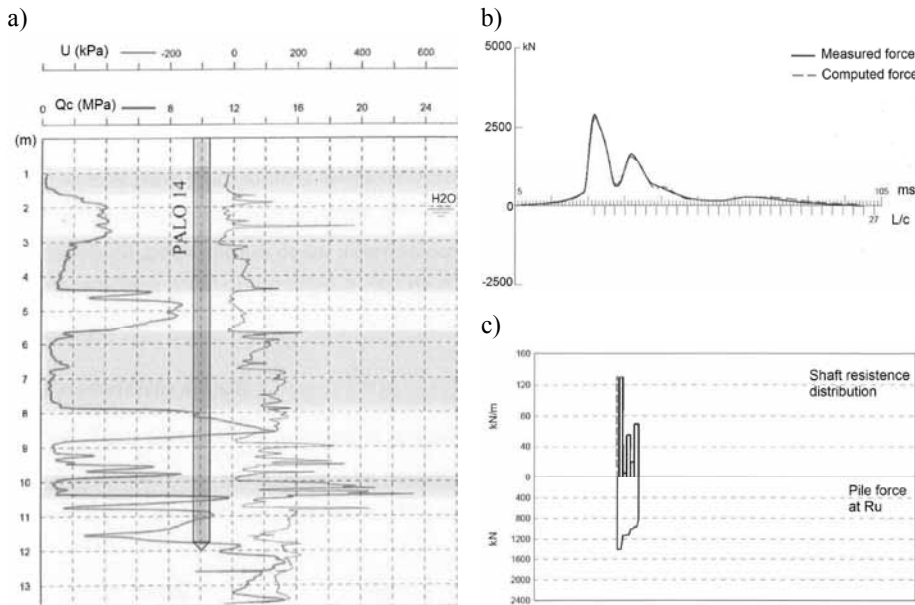 a)
U (kPa) -200 0 200 400 600
0 Qc (MPa) 8 12 16 20 24
(m)
1
2
3
4
5
6
7
8
9
10
11
12
13
PALO 14
H2O
b)
5000 kN
2500
0
-2500
Measured force
Computed force
5
105 ms
27
L/c
c)
160
120
80
40
0
400
800
1200
1600
2000
2400
kN/m
kN
Shaft resistence
distribution
Pile force
at Ru